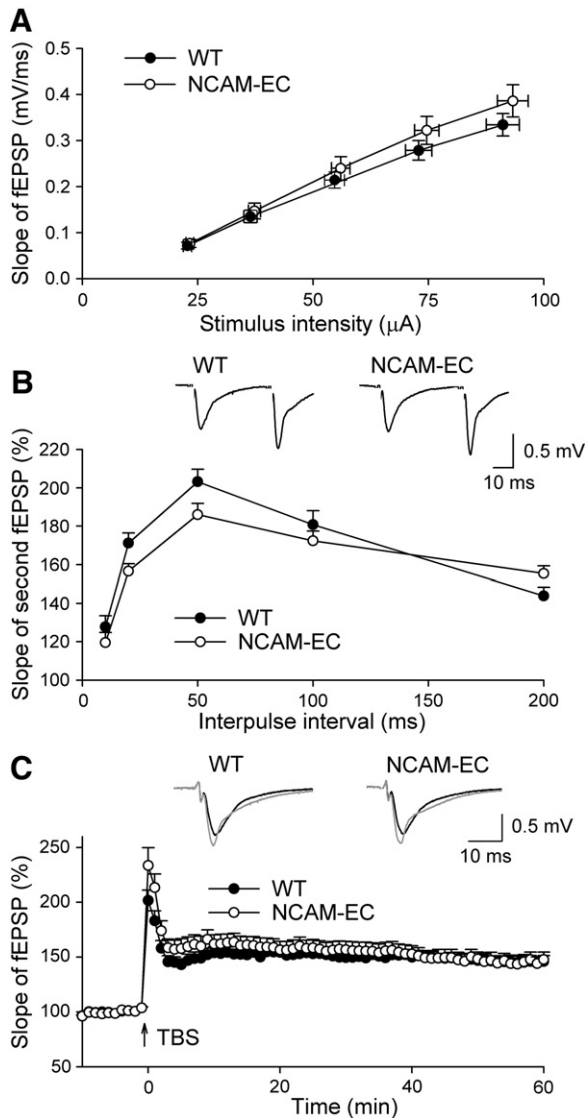 A
WT
NCAM-EC
Slope of fEPSP (mV/ms)
0.5
0.4
0.3
0.2
0.1
0.0
0 25 50 75 100
Stimulus intensity (μA)
B
WT NCAM-EC
0.5 mV
10 ms
Slope of second fEPSP (%)
220
200
180
160
140
120
100
WT
NCAM-EC
0 50 100 150 200
Interpulse interval (ms)
C
WT NCAM-EC
0.5 mV
10 ms
Slope of fEPSP (%)
250
200
150
100
50
WT
NCAM-EC
TBS
0 20 40 60
Time (min)